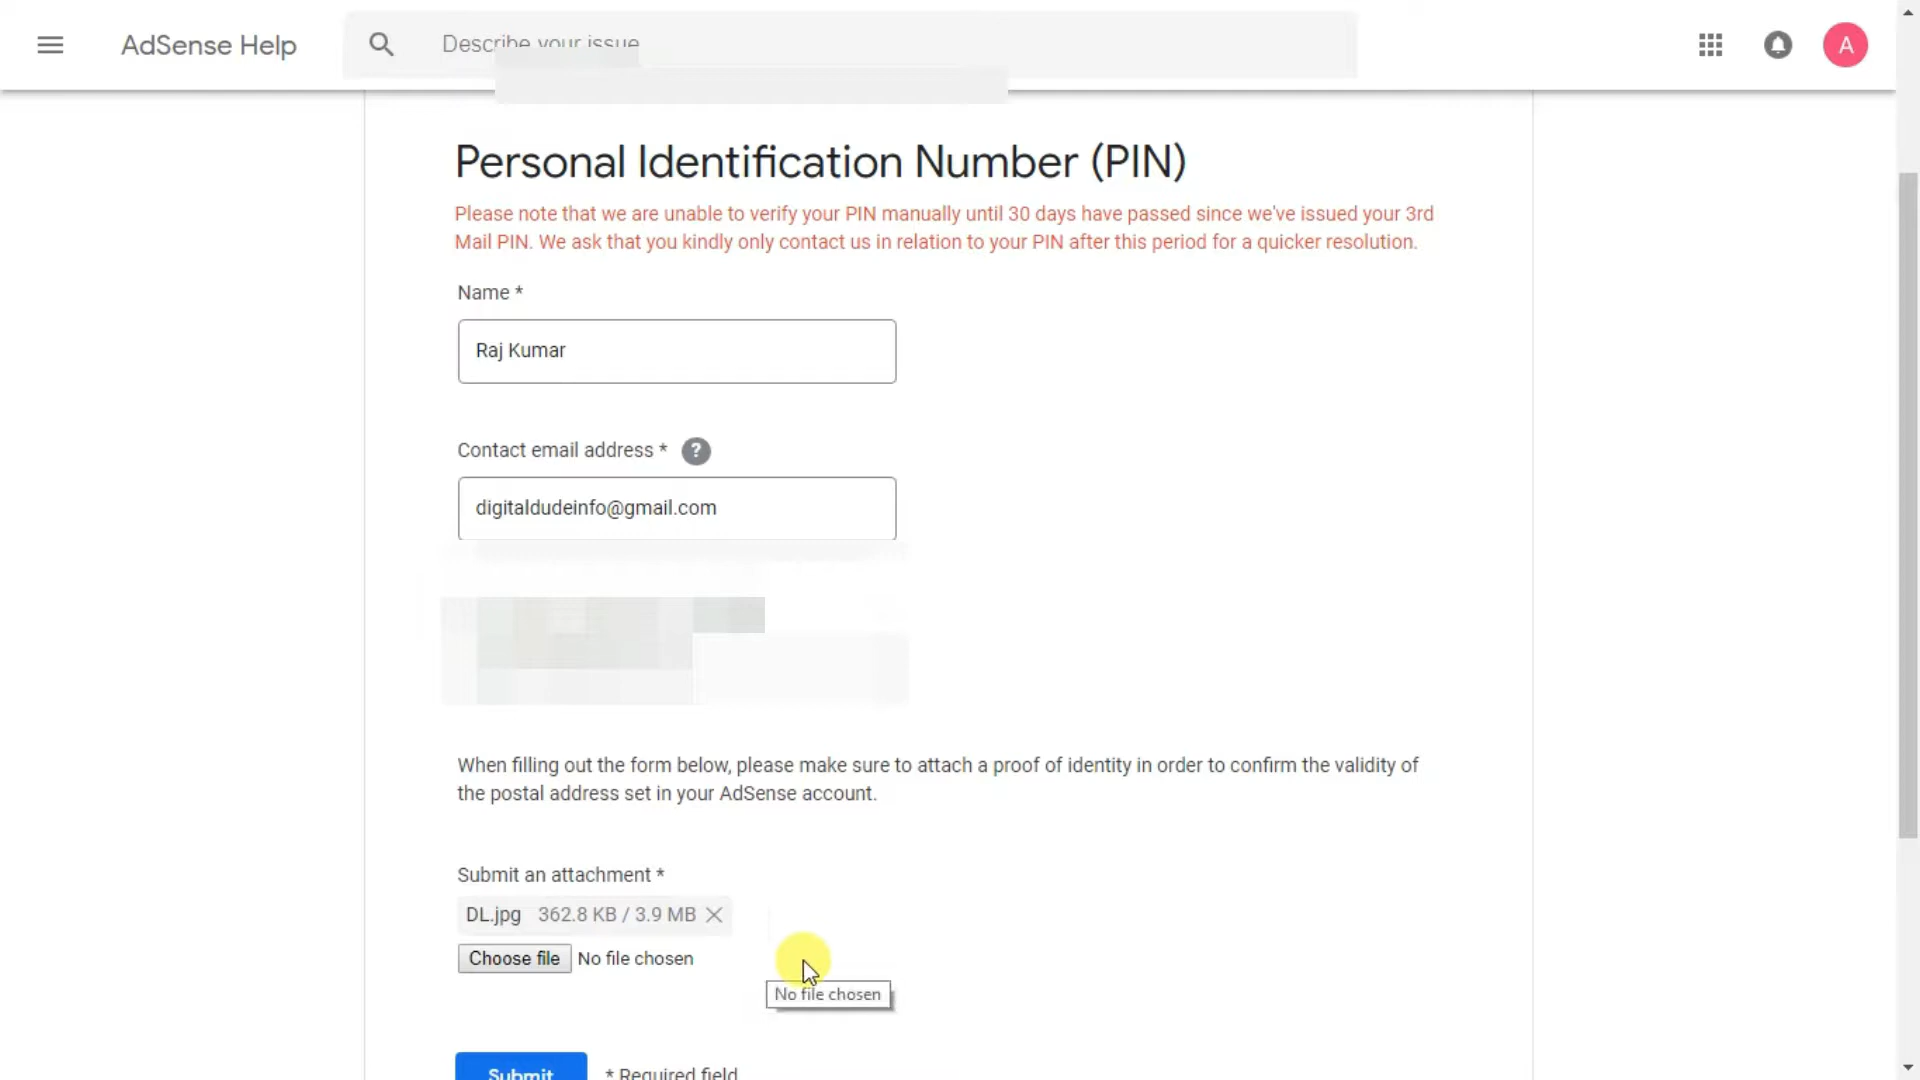 AdSense Help
Describe your issue
A
Personal Identification Number (PIN)
Please note that we are unable to verify your PIN manually until 30 days have passed since we've issued your 3rd
Mail PIN. We ask that you kindly only contact us in relation to your PIN after this period for a quicker resolution.
Name *
Raj Kumar
Contact email address * ?
digitaldudeinfo@gmail.com
When filling out the form below, please make sure to attach a proof of identity in order to confirm the validity of
the postal address set in your AdSense account.
Submit an attachment *
DL.jpg 362.8 KB / 3.9 MB
Choose file No file chosen
No file chosen
Submit * Required field